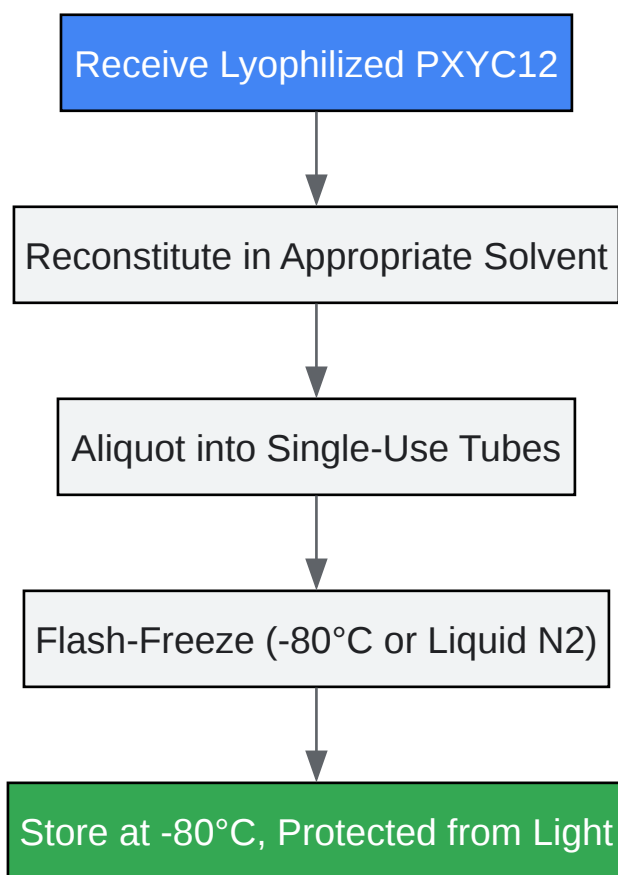 Receive Lyophilized PXYC12
Reconstitute in Appropriate Solvent
Aliquot into Single-Use Tubes
Flash-Freeze (-80°C or Liquid N2)
Store at -80°C, Protected from Light